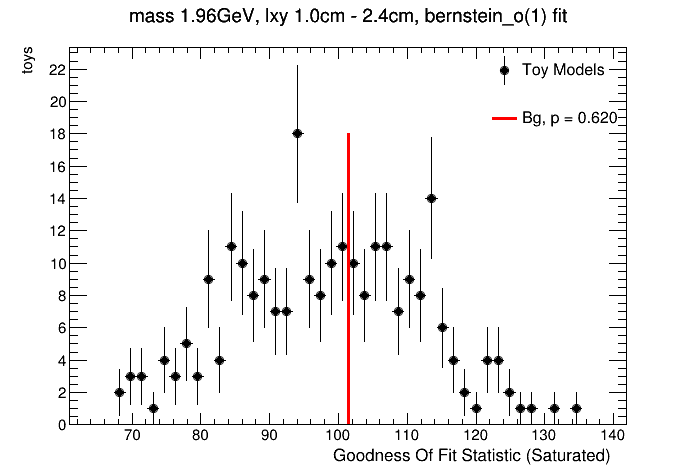 mass 1.96GeV, lxy 1.0cm - 2.4cm, bernstein_o(1) fit
toys
Toy Models
Bg, p = 0.620
22
20
18
16
14
12
10
8
6
4
2
0
70 80 90 100 110 120 130 140
Goodness Of Fit Statistic (Saturated)